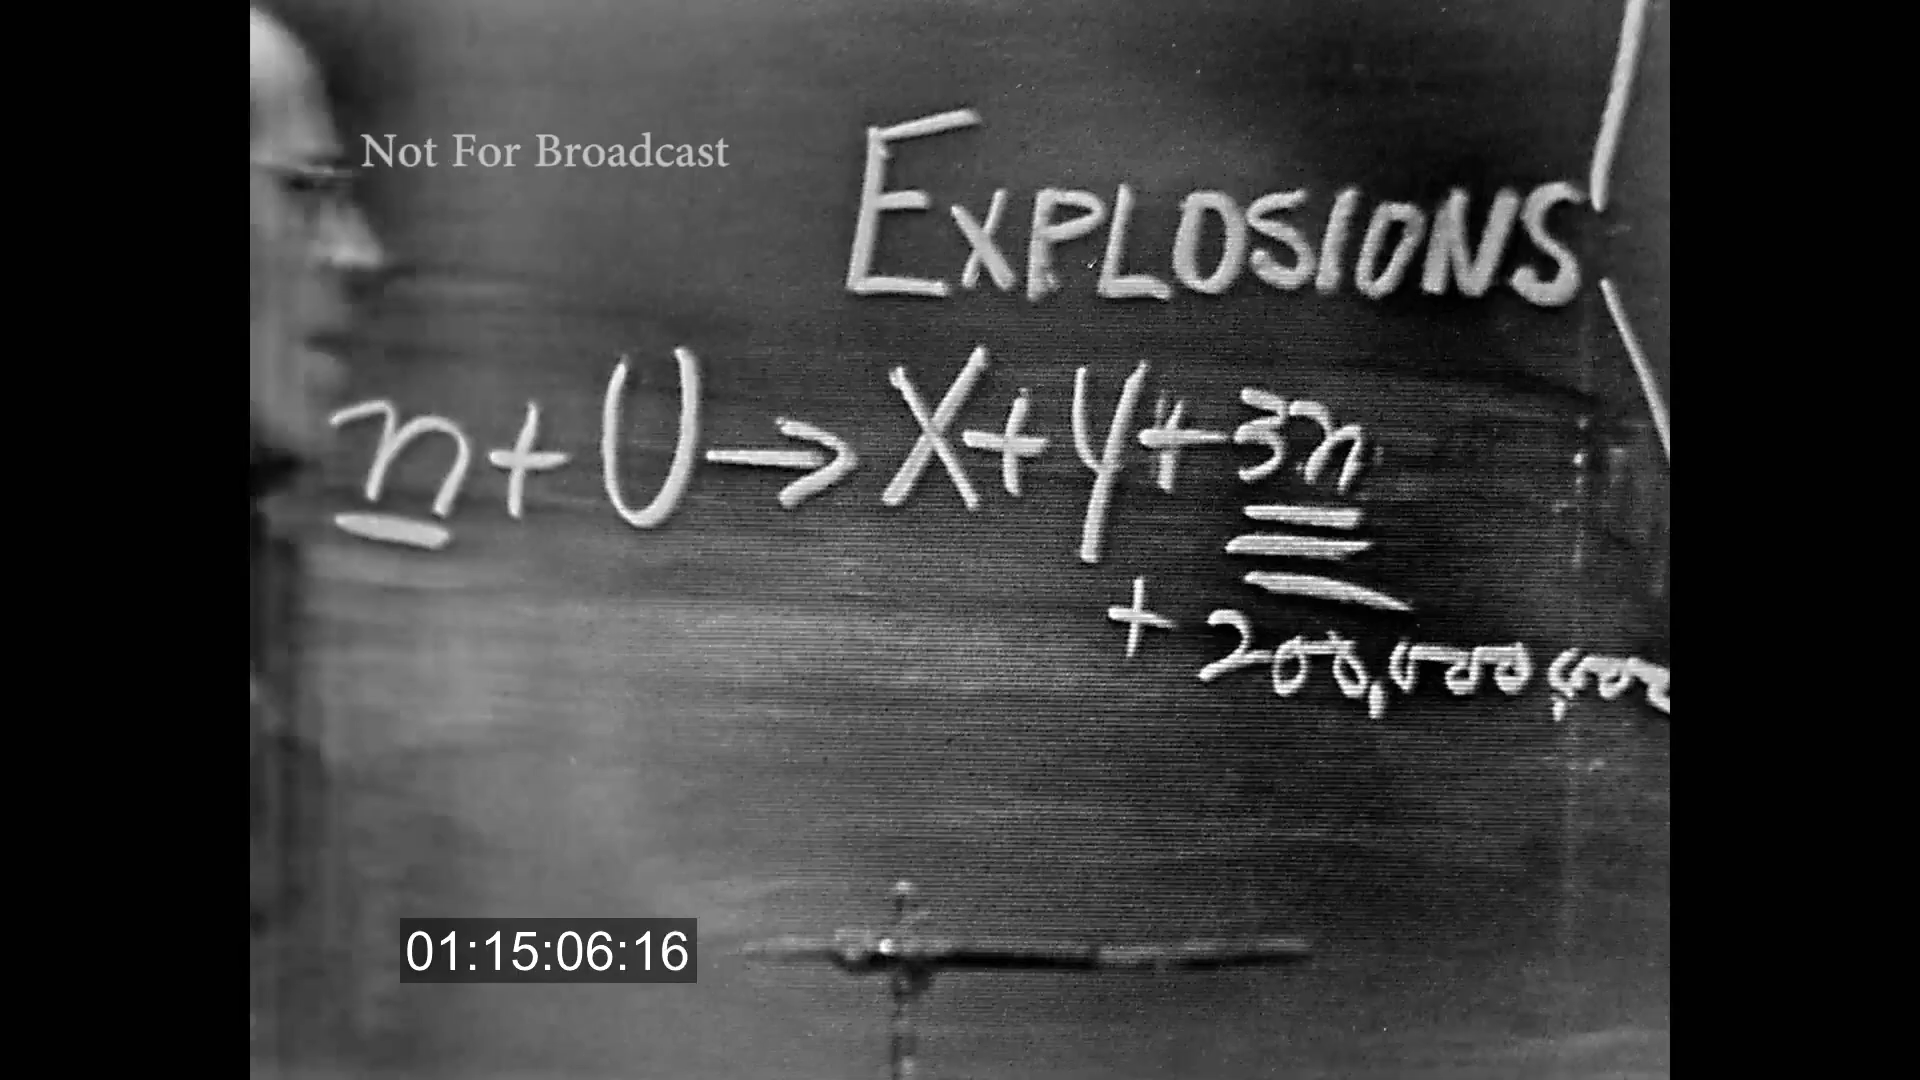 Not For Broadcast
EXPLOSIONS
n + U → X + Y + 3n
+ 200,000,000
01:15:06:16